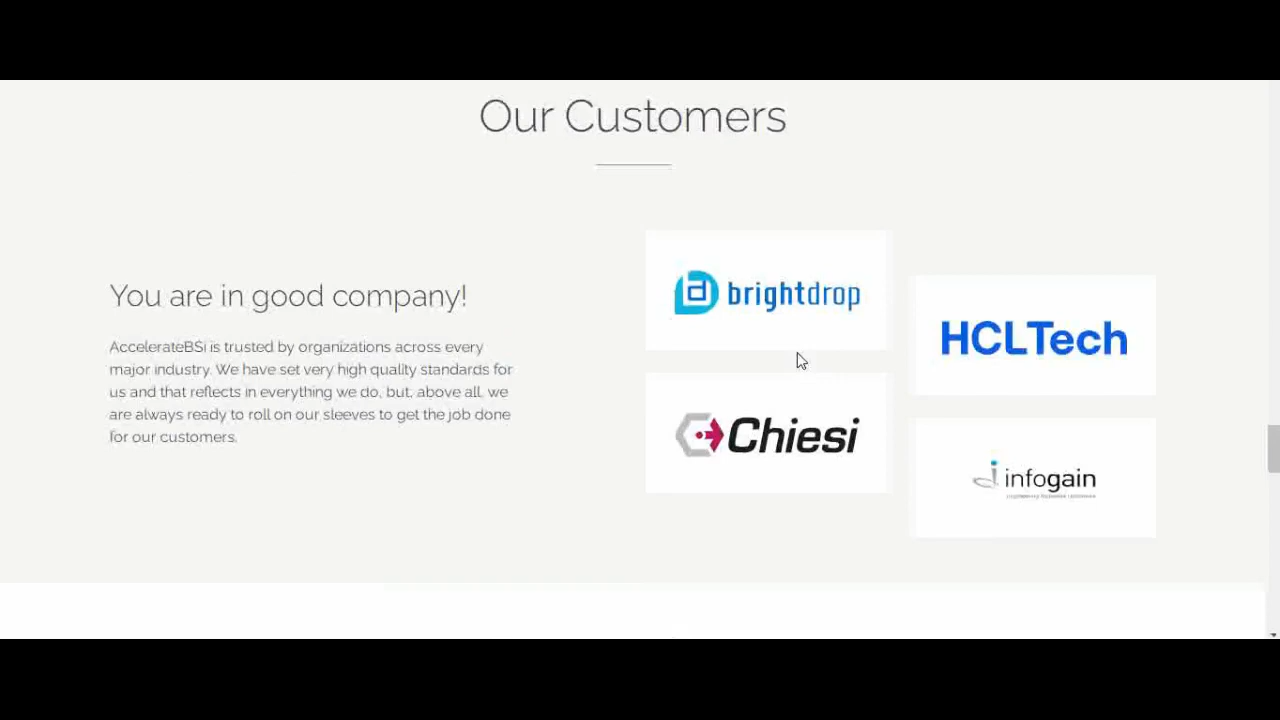 Our Customers
You are in good company!
AccelerateBSi is trusted by organizations across every
major industry. We have set very high quality standards for
us and that reflects in everything we do, but, above all, we
are always ready to roll on our sleeves to get the job done
for our customers.
brightdrop
HCLTech
Chiesi
infogain